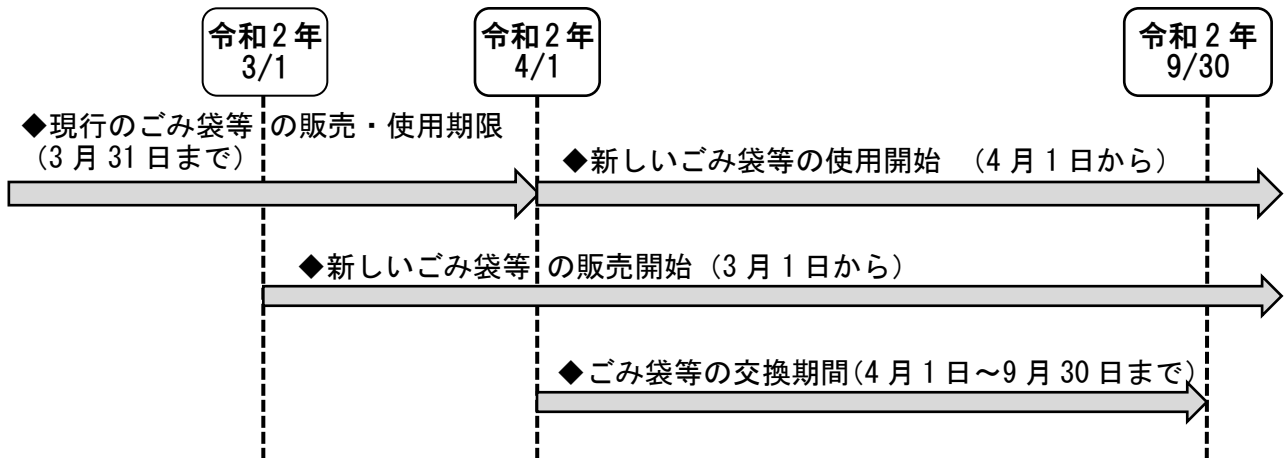 令和２年
3/1
令和２年
4/1
令和２年
9/30
◆現行のごみ袋等の販売・使用期限
（3月31日まで）
◆新しいごみ袋等の使用開始　（4月1日から）
◆新しいごみ袋等の販売開始（3月1日から）
◆ごみ袋等の交換期間(4月1日～9月30日まで)